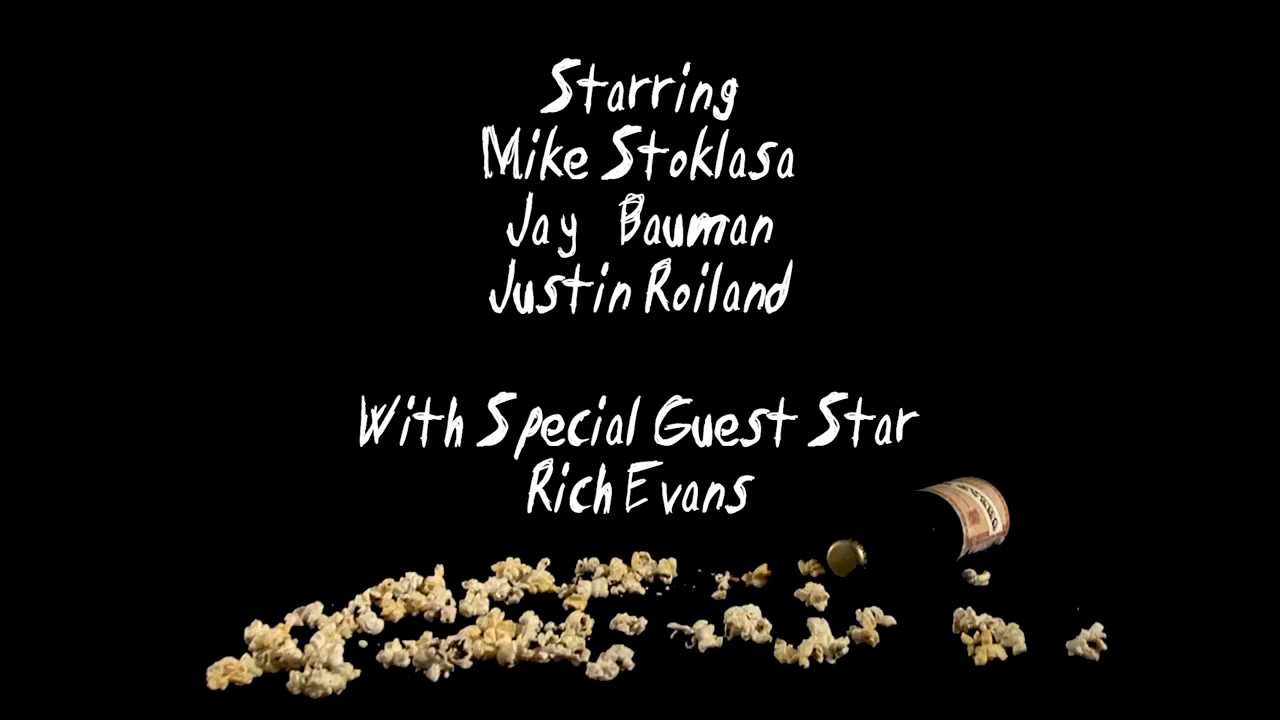 Starring
Mike Stoklasa
Jay Bauman
Justin Roiland
With Special Guest Star
Rich Evans